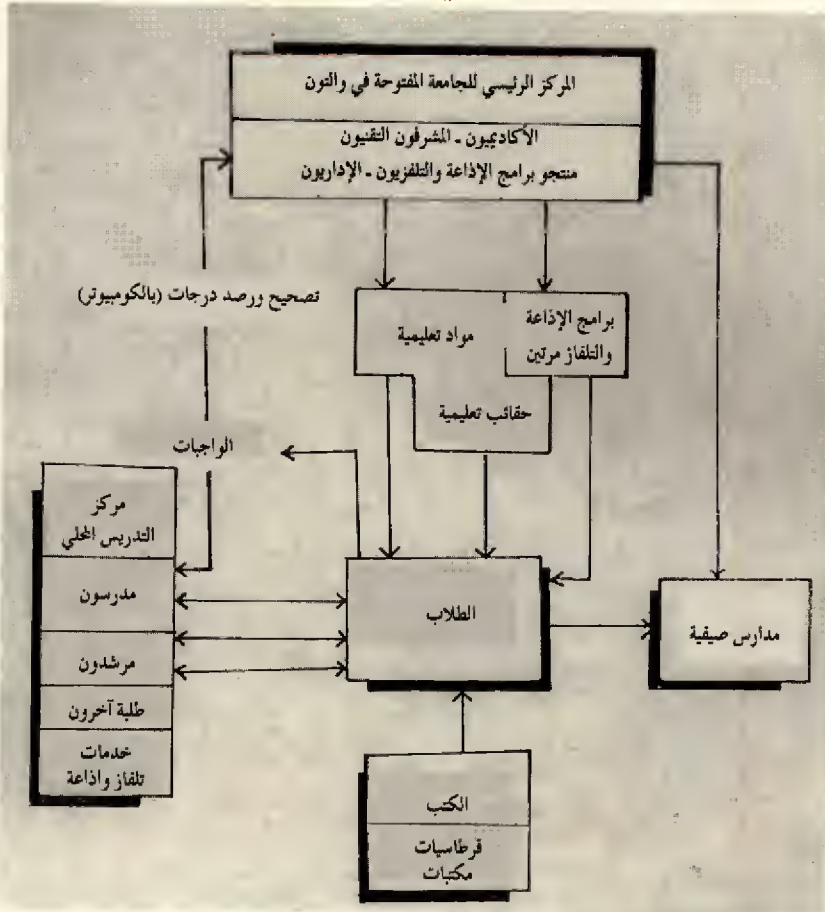 المركز الرئيسي للجامعة المفتوحة في والتون
الأكاديميون ـ المشرفون التقنيون
منتجو برامج الإذاعة والتلفزيون ـ الإداريون
تصحيح ورصد درجات (بالكومبيوتر)
برامج الإذاعة
والتلفاز مرتين
مواد تعليمية
حقائب تعليمية
الواجبات
مركز
التدريس المحلي
مدرسون
مرشدون
طلبة آخرون
خدمات
تلفاز واذاعة
الطلاب
مدارس صيفية
الكتب
قرطاسيات
مكتبات